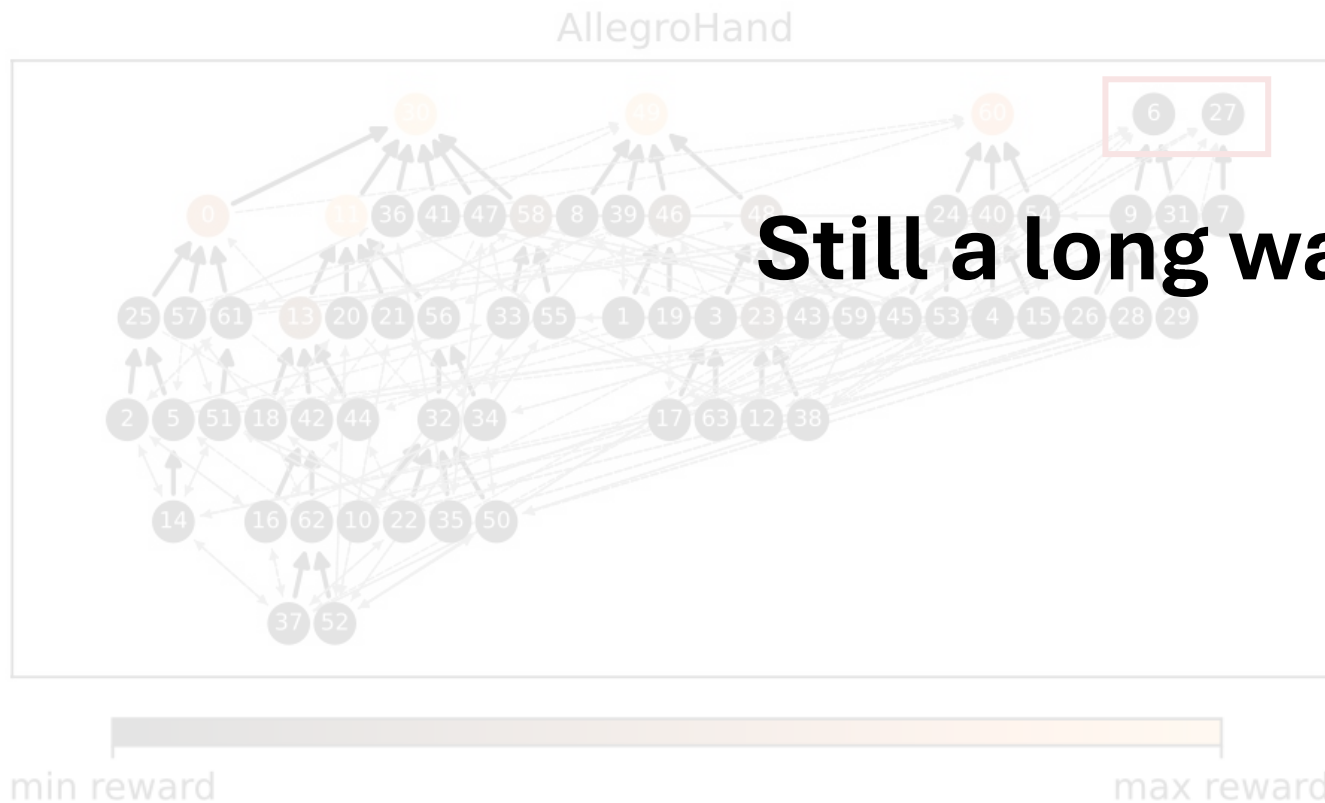 AllegroHand
30 49 60 6 27
0 11 36 41 47 58 8 39 46 48 24 40 54 9 31 7
Still a long wa
25 57 61 13 20 21 56 33 55 1 19 3 23 43 59 45 53 4 15 26 28 29
2 5 51 18 42 44 32 34 17 63 12 38
14 16 62 10 22 35 50
37 52
min reward max reward